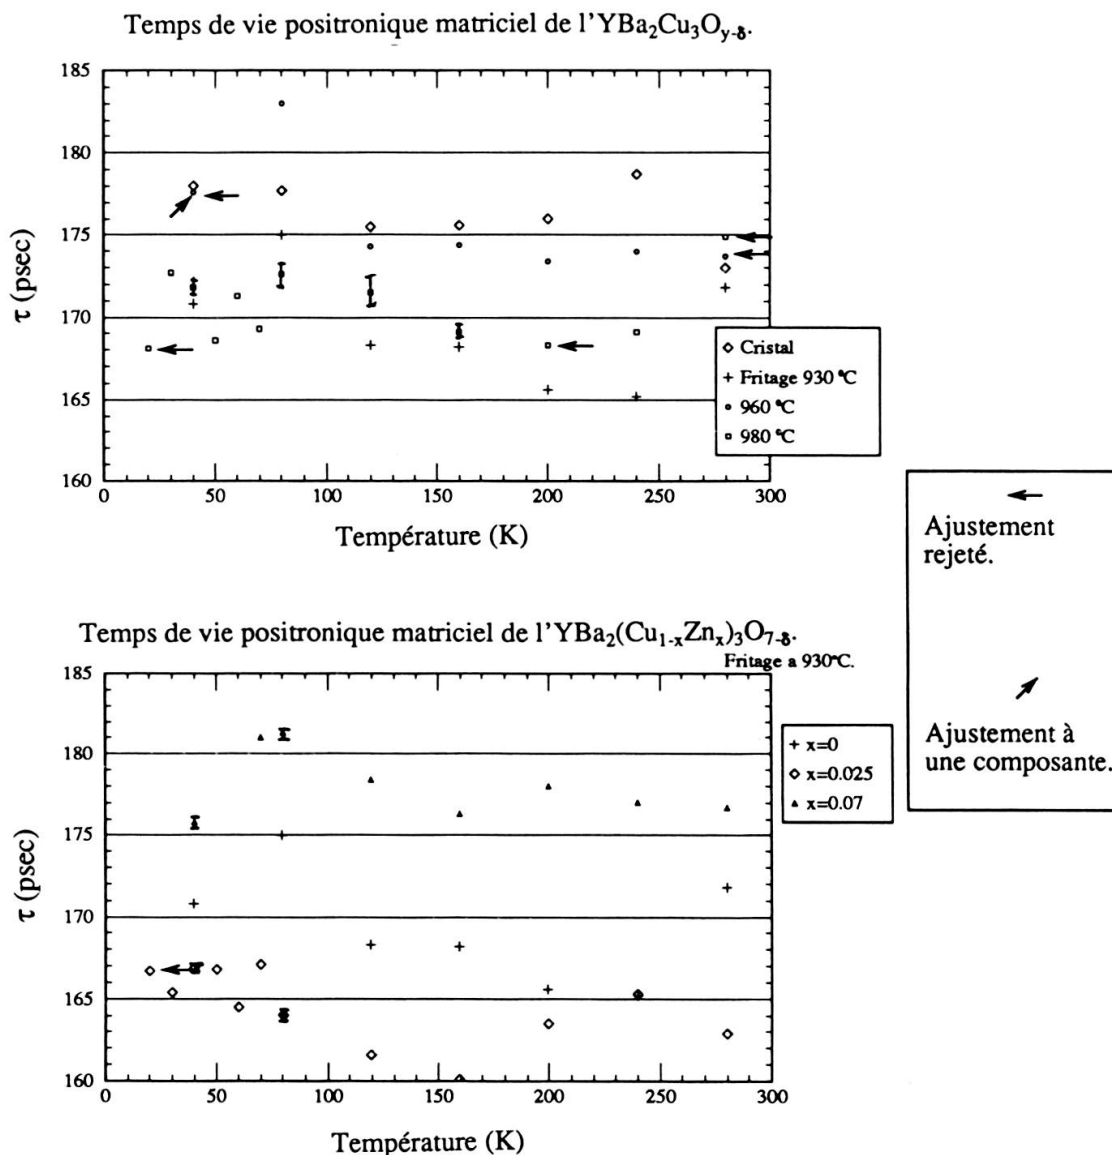 Temps de vie positronique matriciel de l'YBa₂Cu₃O_y-δ.
185
180
175
170
165
160
τ (psec)
0 50 100 150 200 250 300
Température (K)
◇ Cristal
+ Fritage 930 °C
∘ 960 °C
▫ 980 °C
Ajustement
rejeté.
Ajustement à
une composante.
Temps de vie positronique matriciel de l'YBa₂(Cu₁₋ₓZnₓ)₃O₇₋δ.
Fritage a 930°C.
185
180
175
170
165
160
τ (psec)
0 50 100 150 200 250 300
Température (K)
+ x=0
◇ x=0.025
▴ x=0.07